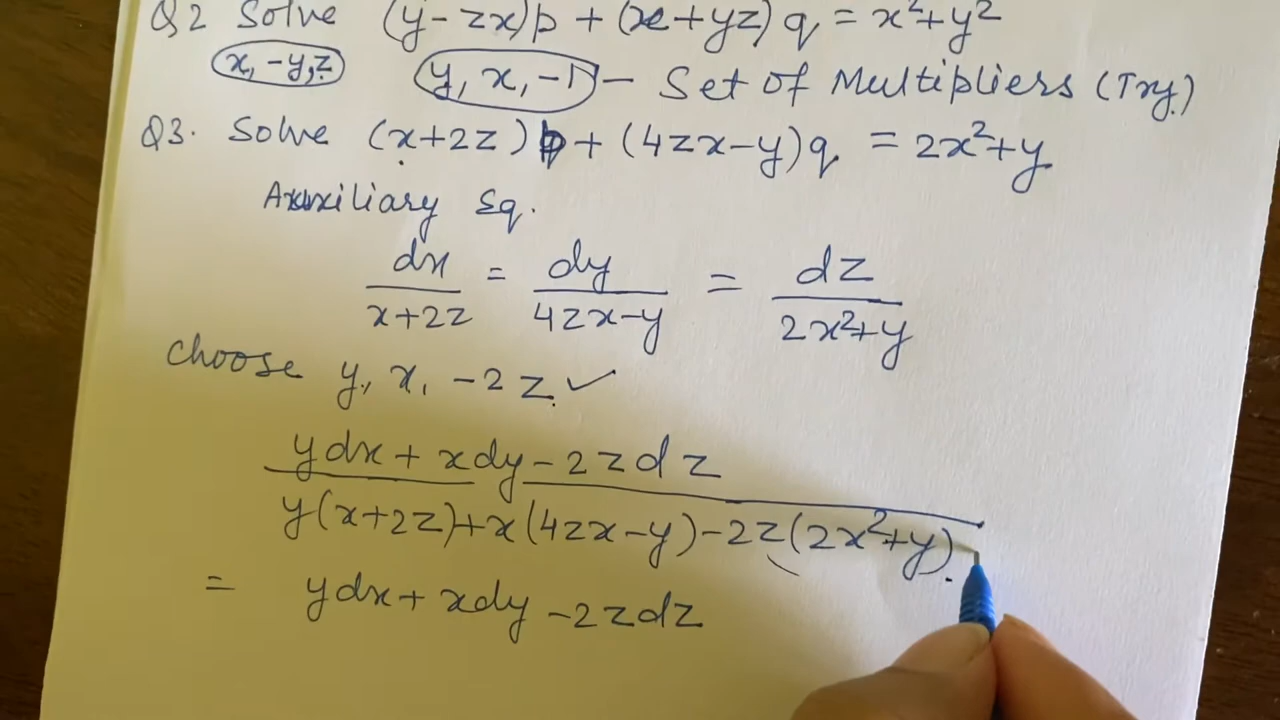 Q2 Solve (y-zx)p + (x+yz)q = x²+y²
x, -y, z   y, x, -1 — Set of Multipliers (Try)
Q3. Solve (x+2z)p + (4zx-y)q = 2x²+y
Auxiliary Eq.
dx/(x+2z) = dy/(4zx-y) = dz/(2x²+y)
Choose y, x, -2z. ✓
ydx + xdy - 2zdz
y(x+2z)+x(4zx-y)-2z(2x²+y).
= ydx + xdy - 2zdz